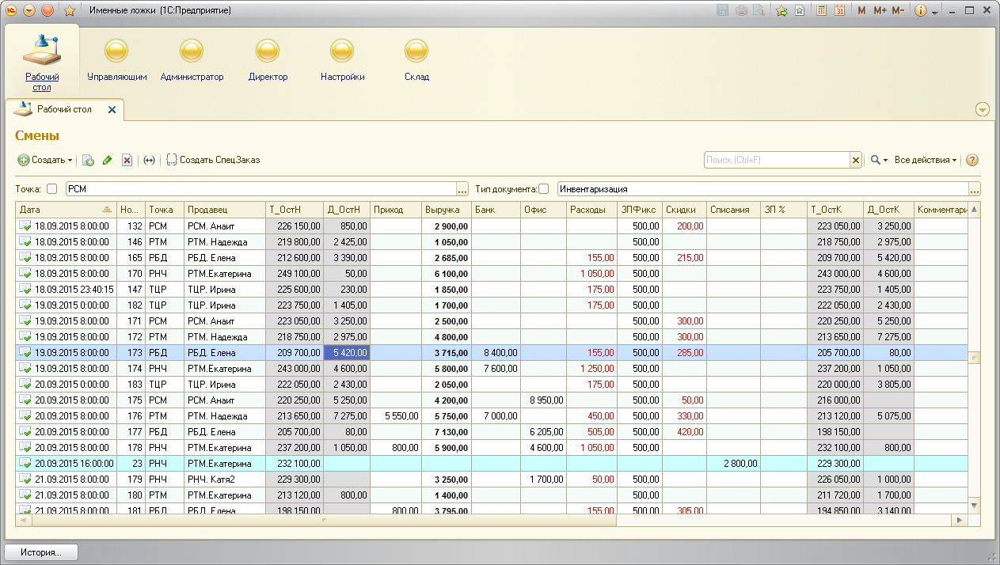 Именные ложки (1С:Предприятие)
M M+ M-
Рабочий стол
Управляющим
Администратор
Директор
Настройки
Склад
Рабочий стол
Смены
Создать
Создать СпецЗаказ
Поиск (Ctrl+F)
Все действия
Точка: РСМ
Тип документа: Инвентаризация
Дата Но... Точка Продавец Т_ОстН Д_ОстН Приход Выручка Банк Офис Расходы ЗПФикс Скидки Списания ЗП % Т_ОстК Д_ОстК Комментари
18.09.2015 8:00:00 132 РСМ РСМ. Анаит 226 150,00 850,00 2 900,00 500,00 200,00 223 050,00 3 250,00
18.09.2015 8:00:00 146 РТМ РТМ. Надежда 219 800,00 2 425,00 1 050,00 500,00 218 750,00 2 975,00
18.09.2015 8:00:00 165 РБД РБД. Елена 212 600,00 3 390,00 2 685,00 155,00 500,00 215,00 209 700,00 5 420,00
18.09.2015 8:00:00 170 РНЧ РТМ.Екатерина 249 100,00 50,00 6 100,00 1 050,00 500,00 243 000,00 4 600,00
18.09.2015 23:40:15 147 ТЦР ТЦР. Ирина 225 600,00 230,00 1 850,00 175,00 500,00 223 750,00 1 405,00
19.09.2015 0:00:00 182 ТЦР ТЦР. Ирина 223 750,00 1 405,00 1 700,00 175,00 500,00 222 050,00 2 430,00
19.09.2015 8:00:00 171 РСМ РСМ. Анаит 223 050,00 3 250,00 2 500,00 500,00 300,00 220 250,00 5 250,00
19.09.2015 8:00:00 172 РТМ РТМ. Надежда 218 750,00 2 975,00 4 800,00 500,00 300,00 213 650,00 7 275,00
19.09.2015 8:00:00 173 РБД РБД. Елена 209 700,00 5 420,00 3 715,00 8 400,00 155,00 500,00 285,00 205 700,00 80,00
19.09.2015 8:00:00 174 РНЧ РТМ.Екатерина 243 000,00 4 600,00 5 800,00 7 600,00 1 250,00 500,00 237 200,00 1 050,00
20.09.2015 0:00:00 183 ТЦР ТЦР. Ирина 222 050,00 2 430,00 2 050,00 175,00 500,00 220 000,00 3 805,00
20.09.2015 8:00:00 175 РСМ РСМ. Анаит 220 250,00 5 250,00 4 200,00 8 950,00 500,00 50,00 216 000,00
20.09.2015 8:00:00 176 РТМ РТМ. Надежда 213 650,00 7 275,00 5 550,00 5 750,00 7 000,00 450,00 500,00 330,00 213 120,00 5 075,00
20.09.2015 8:00:00 177 РБД РБД. Елена 205 700,00 80,00 7 130,00 6 205,00 505,00 500,00 420,00 198 150,00
20.09.2015 8:00:00 178 РНЧ РТМ.Екатерина 237 200,00 1 050,00 800,00 5 900,00 4 600,00 1 050,00 500,00 232 100,00 800,00
20.09.2015 16:00:00 23 РНЧ РТМ.Екатерина 232 100,00 2 800,00 229 300,00
21.09.2015 8:00:00 179 РНЧ РНЧ. Катя2 229 300,00 3 250,00 1 700,00 50,00 500,00 226 050,00 1 000,00
21.09.2015 8:00:00 180 РТМ РТМ.Екатерина 213 120,00 800,00 1 400,00 500,00 211 720,00 1 700,00
21.09.2015 8:00:00 181 РБД РБД. Елена 198 150,00 800,00 3 795,00 155,00 500,00 305,00 194 850,00 3 140,00
История...